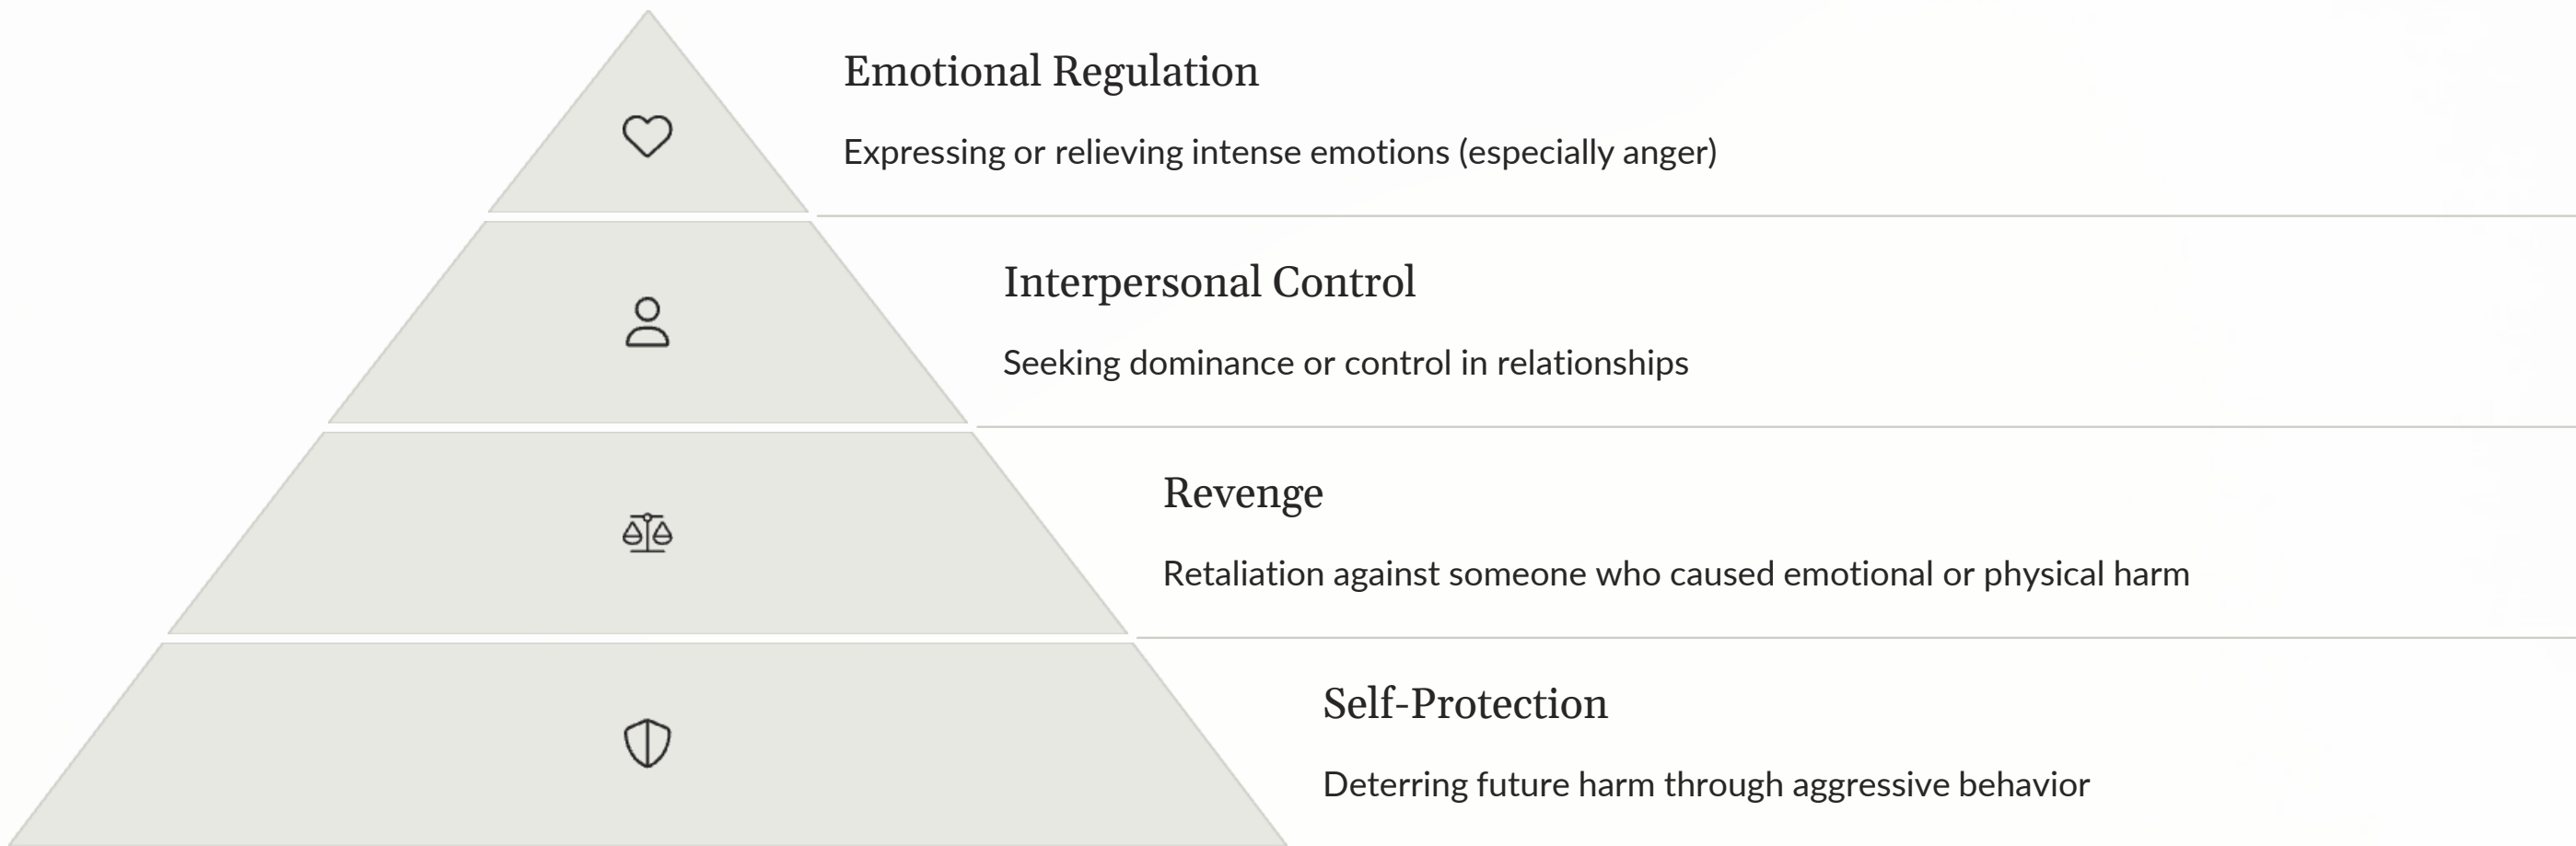 Emotional Regulation
Expressing or relieving intense emotions (especially anger)
Interpersonal Control
Seeking dominance or control in relationships
Revenge
Retaliation against someone who caused emotional or physical harm
Self-Protection
Deterring future harm through aggressive behavior